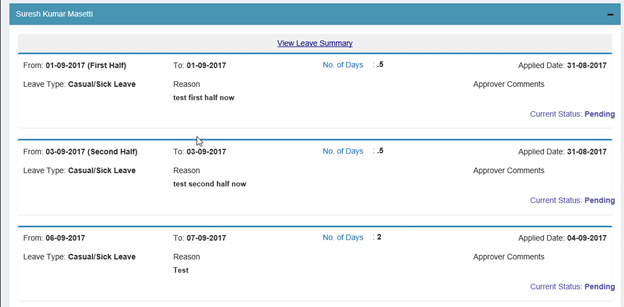 Suresh Kumar Masetti
View Leave Summary
From: 01-09-2017 (First Half) To: 01-09-2017 No. of Days : .5 Applied Date: 31-08-2017
Leave Type: Casual/Sick Leave Reason Approver Comments
test first half now
Current Status: Pending
From: 03-09-2017 (Second Half) To: 03-09-2017 No. of Days : .5 Applied Date: 31-08-2017
Leave Type: Casual/Sick Leave Reason Approver Comments
test second half now
Current Status: Pending
From: 06-09-2017 To: 07-09-2017 No. of Days : 2 Applied Date: 04-09-2017
Leave Type: Casual/Sick Leave Reason Approver Comments
Test
Current Status: Pending